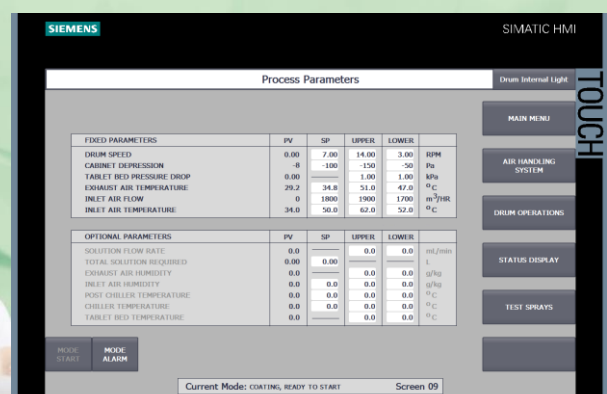 SIEMENS
SIMATIC HMI
TOUCH
Process Parameters
Drum Internal Light
MAIN MENU
AIR HANDLING
SYSTEM
DRUM OPERATIONS
STATUS DISPLAY
TEST SPRAYS
FIXED PARAMETERS PV SP UPPER LOWER
DRUM SPEED 0.00 7.00 14.00 3.00 RPM
CABINET DEPRESSION -8 -100 -150 -50 Pa
TABLET BED PRESSURE DROP 0.00 1.00 1.00 kPa
EXHAUST AIR TEMPERATURE 29.2 34.8 51.0 47.0 °C
INLET AIR FLOW 0 1800 1900 1700 m³/HR
INLET AIR TEMPERATURE 34.0 50.0 62.0 52.0 °C
OPTIONAL PARAMETERS PV SP UPPER LOWER
SOLUTION FLOW RATE 0.0 0.0 0.0 mL/min
TOTAL SOLUTION REQUIRED 0.00 0.00 L
EXHAUST AIR HUMIDITY 0.0 0.0 0.0 g/kg
INLET AIR HUMIDITY 0.0 0.0 0.0 0.0 g/kg
POST CHILLER TEMPERATURE 0.0 0.0 0.0 0.0 °C
CHILLER TEMPERATURE 0.0 0.0 0.0 0.0 °C
TABLET BED TEMPERATURE 0.0 0.0 0.0 °C
MODE
START
MODE
ALARM
Current Mode: COATING, READY TO START Screen 09